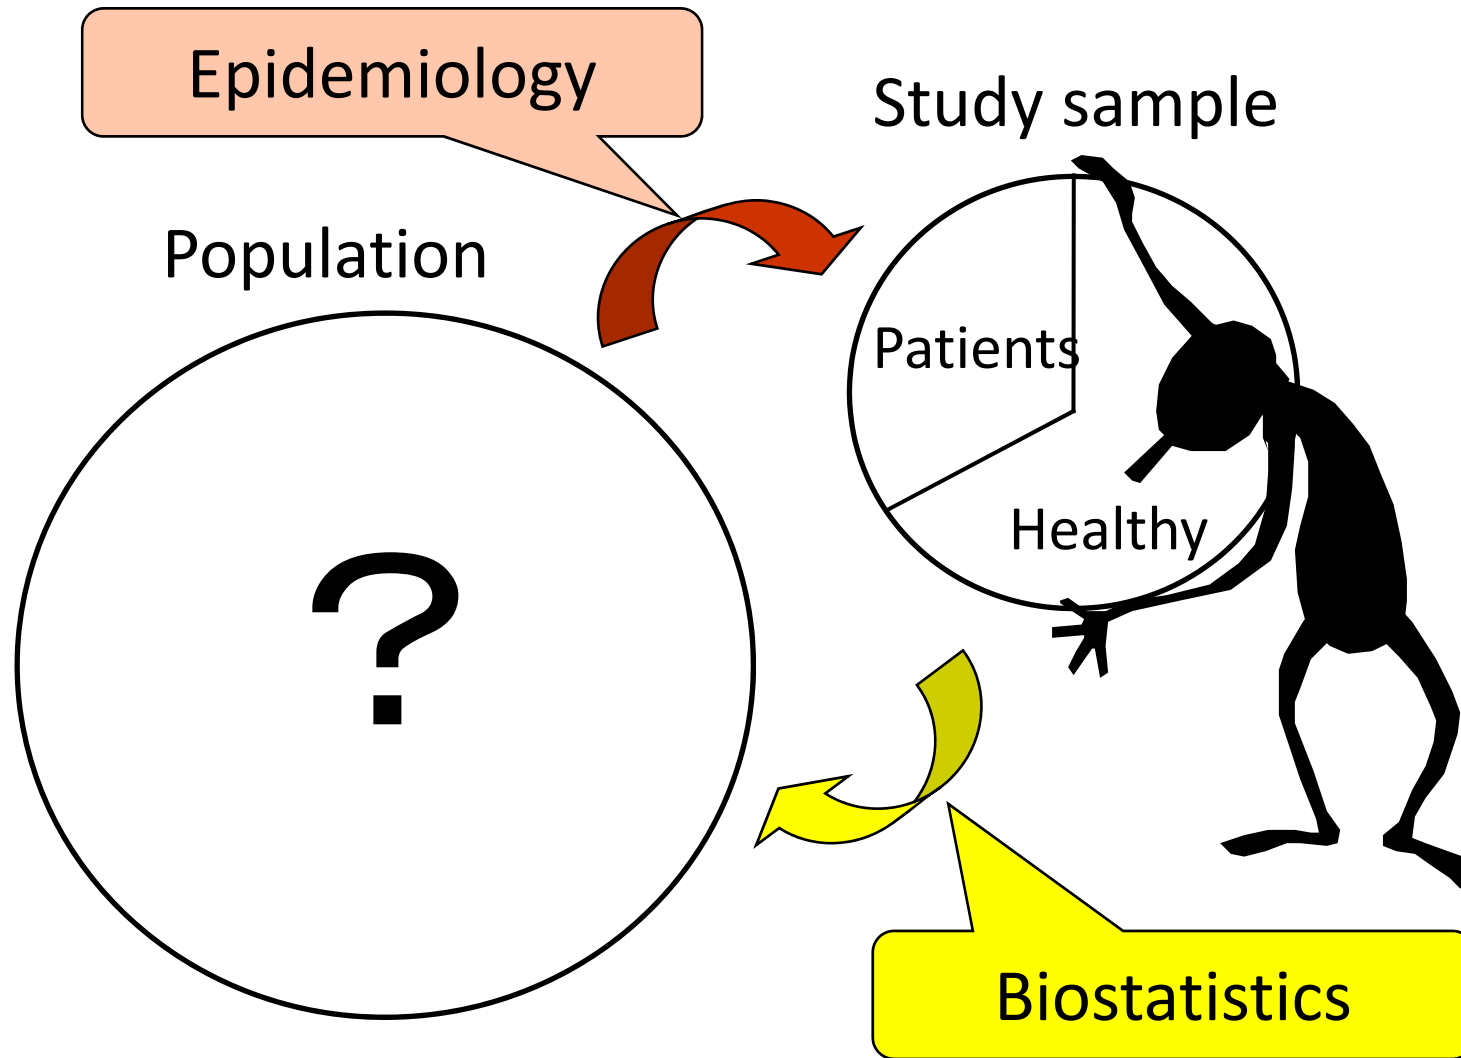 Epidemiology
Study sample
Population
Patients
Healthy
?
Biostatistics